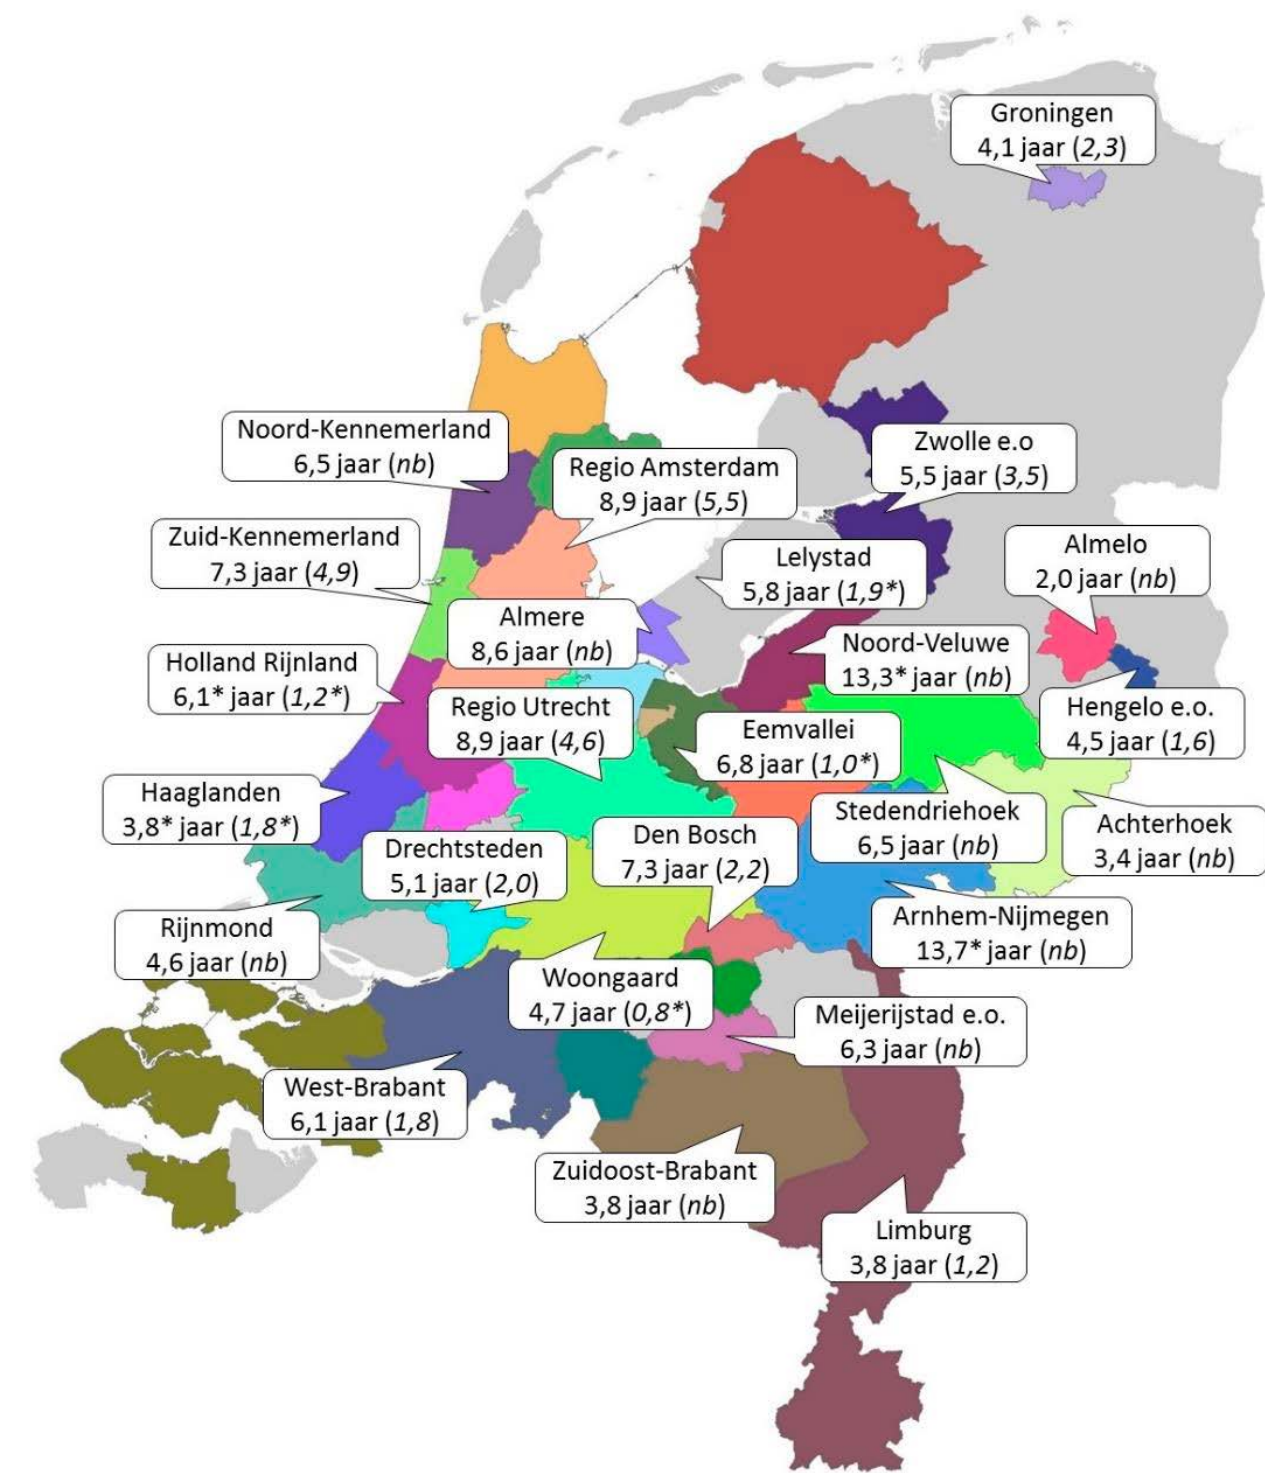 Groningen
4,1 jaar (2,3)
Noord-Kennemerland
6,5 jaar (nb)
Regio Amsterdam
8,9 jaar (5,5)
Zwolle e.o
5,5 jaar (3,5)
Zuid-Kennemerland
7,3 jaar (4,9)
Lelystad
5,8 jaar (1,9*)
Almelo
2,0 jaar (nb)
Almere
8,6 jaar (nb)
Noord-Veluwe
13,3* jaar (nb)
Holland Rijnland
6,1* jaar (1,2*)
Regio Utrecht
8,9 jaar (4,6)
Eemvallei
6,8 jaar (1,0*)
Hengelo e.o.
4,5 jaar (1,6)
Haaglanden
3,8* jaar (1,8*)
Stedendriehoek
6,5 jaar (nb)
Achterhoek
3,4 jaar (nb)
Drechtsteden
5,1 jaar (2,0)
Den Bosch
7,3 jaar (2,2)
Rijnmond
4,6 jaar (nb)
Arnhem-Nijmegen
13,7* jaar (nb)
Woongaard
4,7 jaar (0,8*)
Meijerijstad e.o.
6,3 jaar (nb)
West-Brabant
6,1 jaar (1,8)
Zuidoost-Brabant
3,8 jaar (nb)
Limburg
3,8 jaar (1,2)